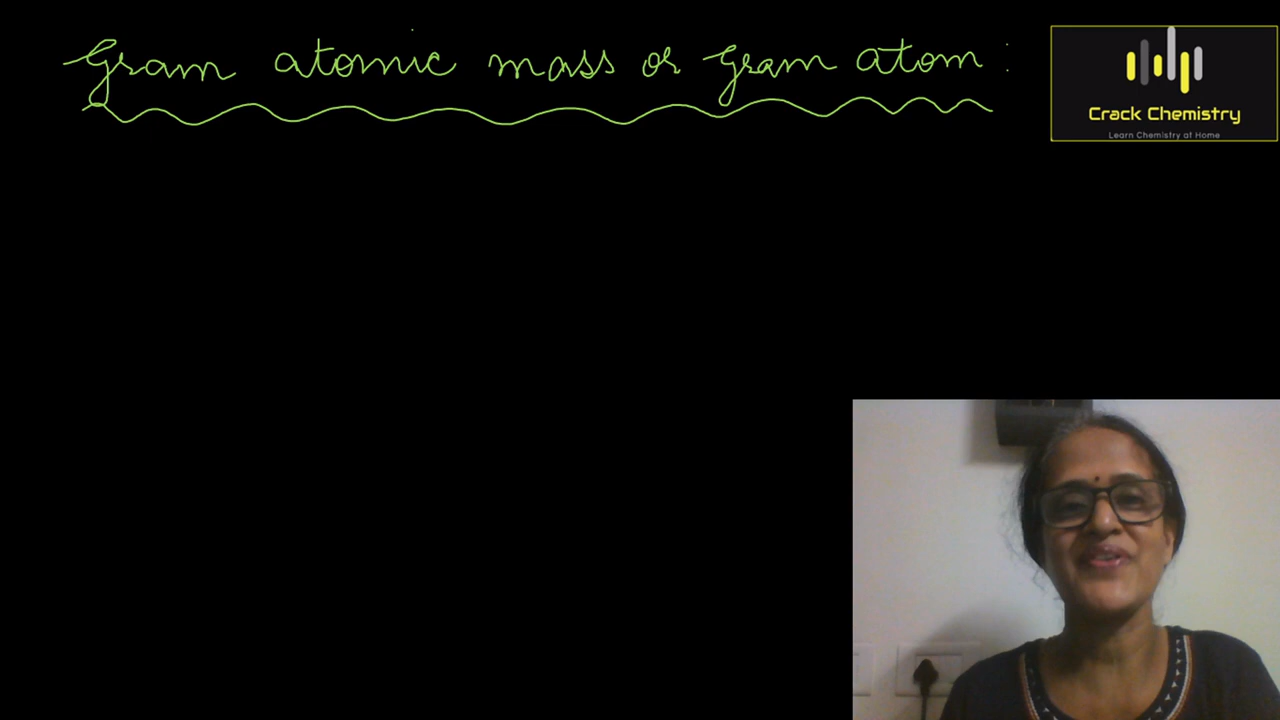 Gram atomic mass or Gram atom :
Crack Chemistry
Learn Chemistry at Home